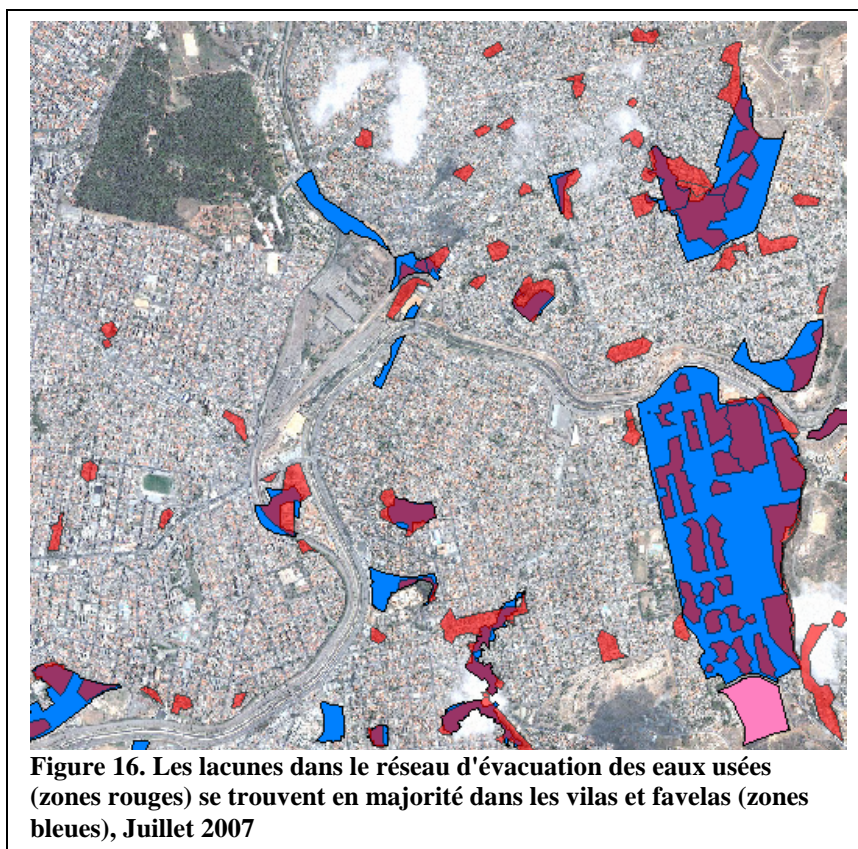 Figure 16. Les lacunes dans le réseau d'évacuation des eaux usées
(zones rouges) se trouvent en majorité dans les vilas et favelas (zones
bleues), Juillet 2007